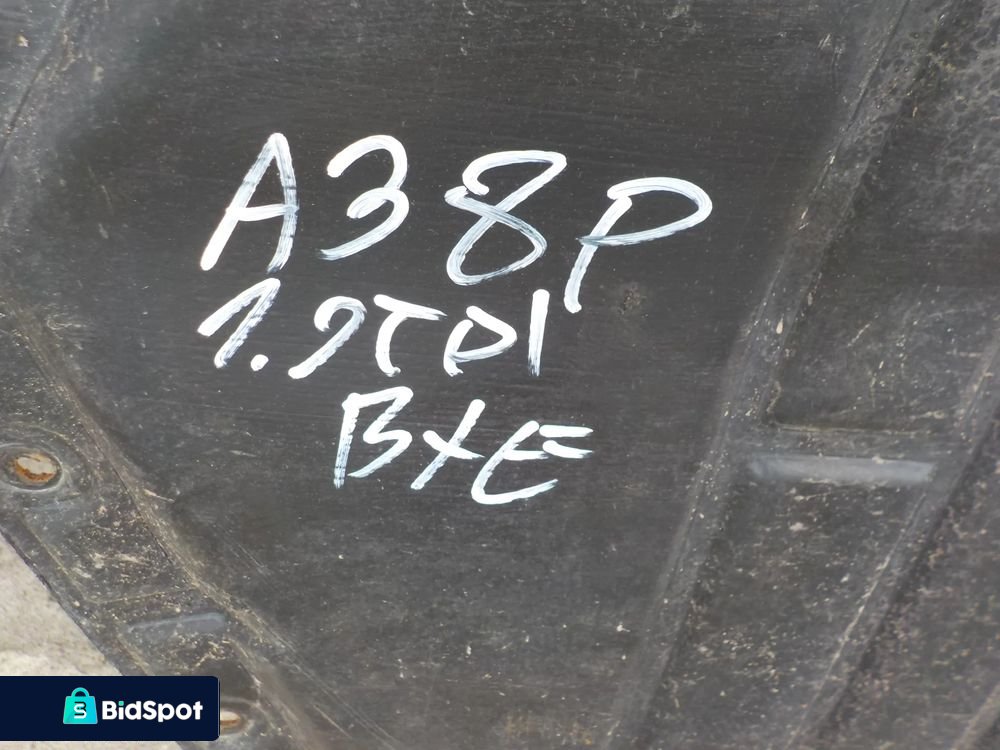 A38P
1.9TDI
BXE
BidSpot